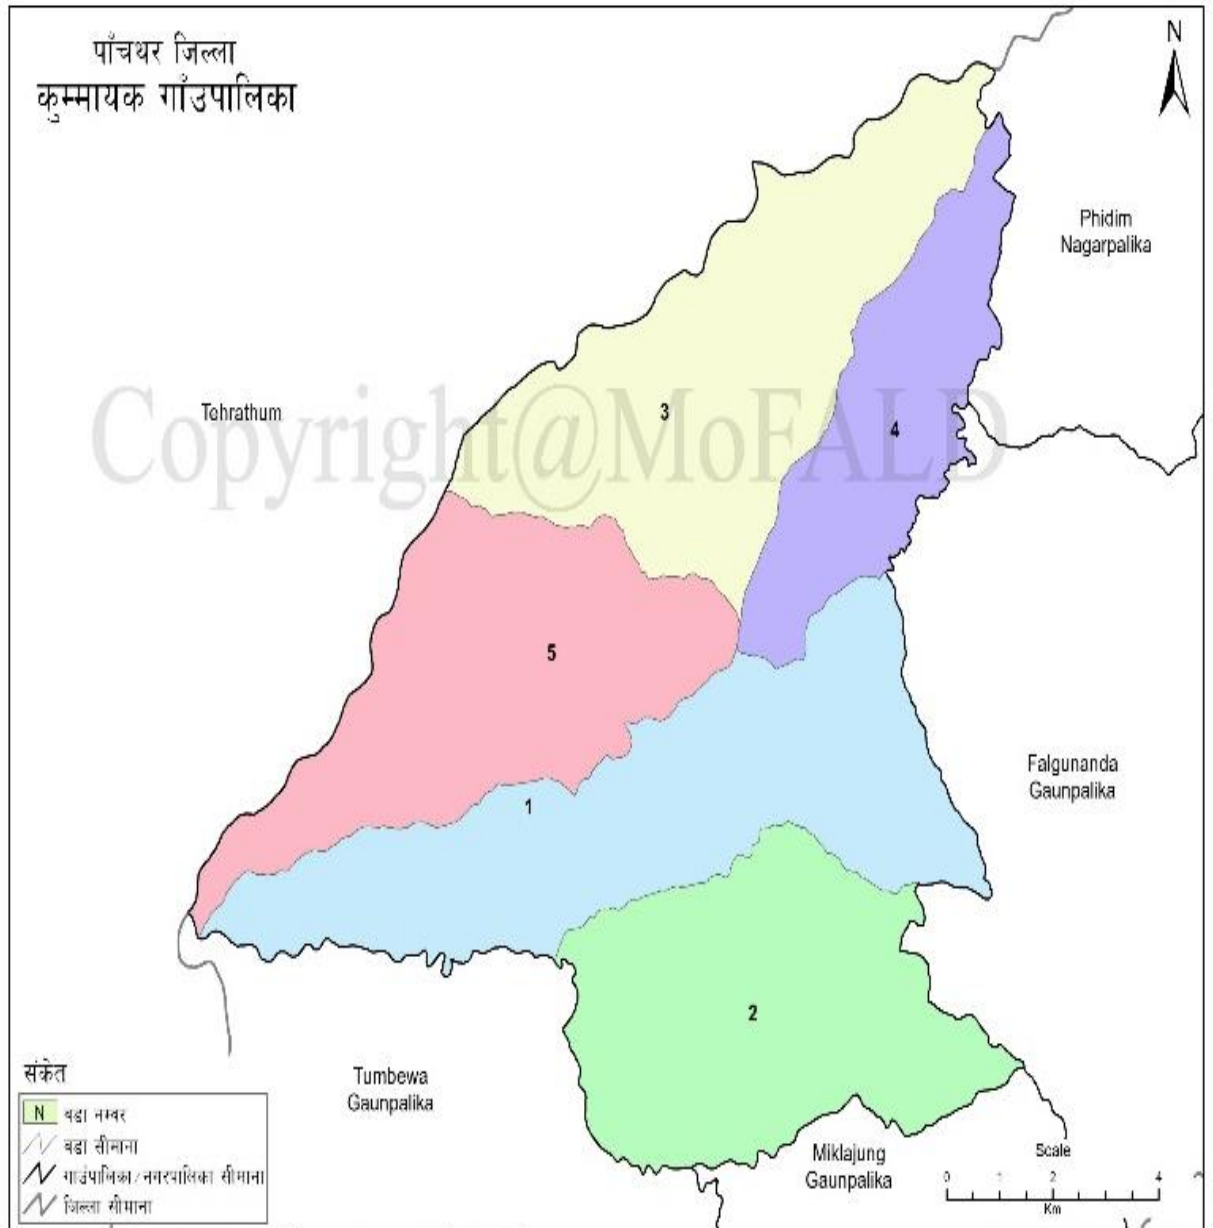 पाँचथर जिल्ला
कुम्मायक गाँउपालिका
N
Phidim
Nagarpalika
Tehrathum
3
4
Copyright@MoFALD
5
Falgunanda
Gaunpalika
1
2
संकेत
N वडा नम्वर
वडा सीमाना
गाउंपालिका/नगरपालिका सीमाना
जिल्ला सीमाना
Tumbewa
Gaunpalika
Miklajung
Gaunpalika
Scale
0 1 2 4
Km